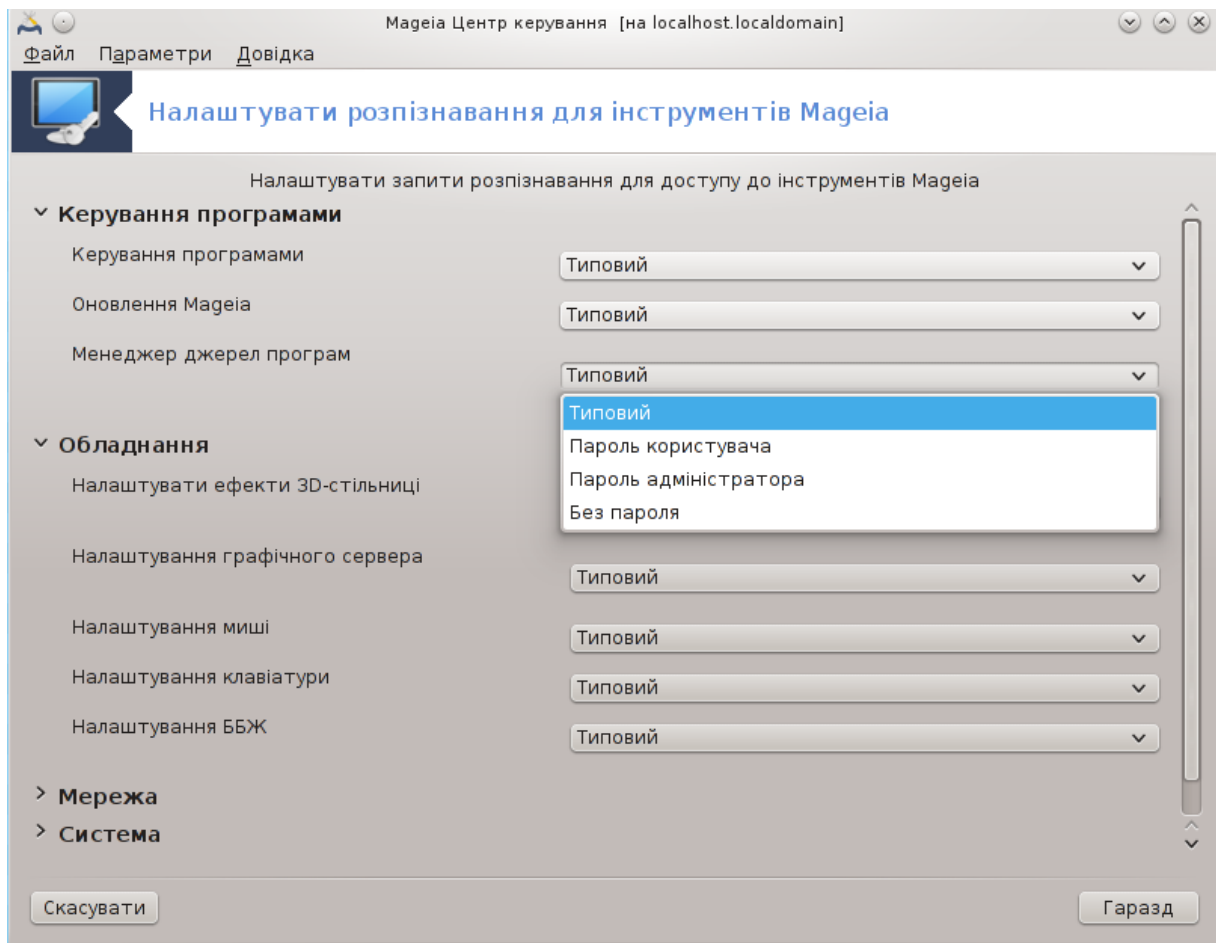 Mageia Центр керування [на localhost.localdomain]
Файл Параметри Довідка
Налаштувати розпізнавання для інструментів Mageia
Налаштувати запити розпізнавання для доступу до інструментів Mageia
Керування програмами
Керування програмами Типовий
Оновлення Mageia Типовий
Менеджер джерел програм Типовий
Типовий
Пароль користувача
Пароль адміністратора
Без пароля
Обладнання
Налаштувати ефекти 3D-стільниці
Налаштування графічного сервера Типовий
Налаштування миші Типовий
Налаштування клавіатури Типовий
Налаштування ББЖ Типовий
Мережа
Система
Скасувати Гаразд